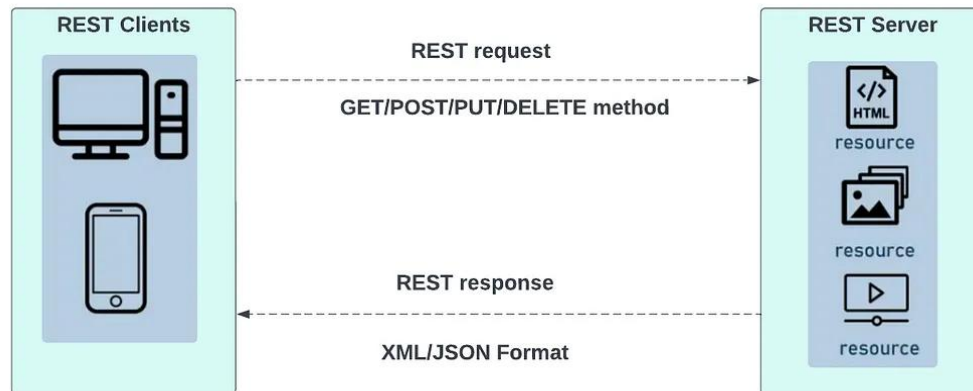 REST Clients
REST request
GET/POST/PUT/DELETE method
REST response
XML/JSON Format
REST Server
</>
HTML
resource
resource
resource